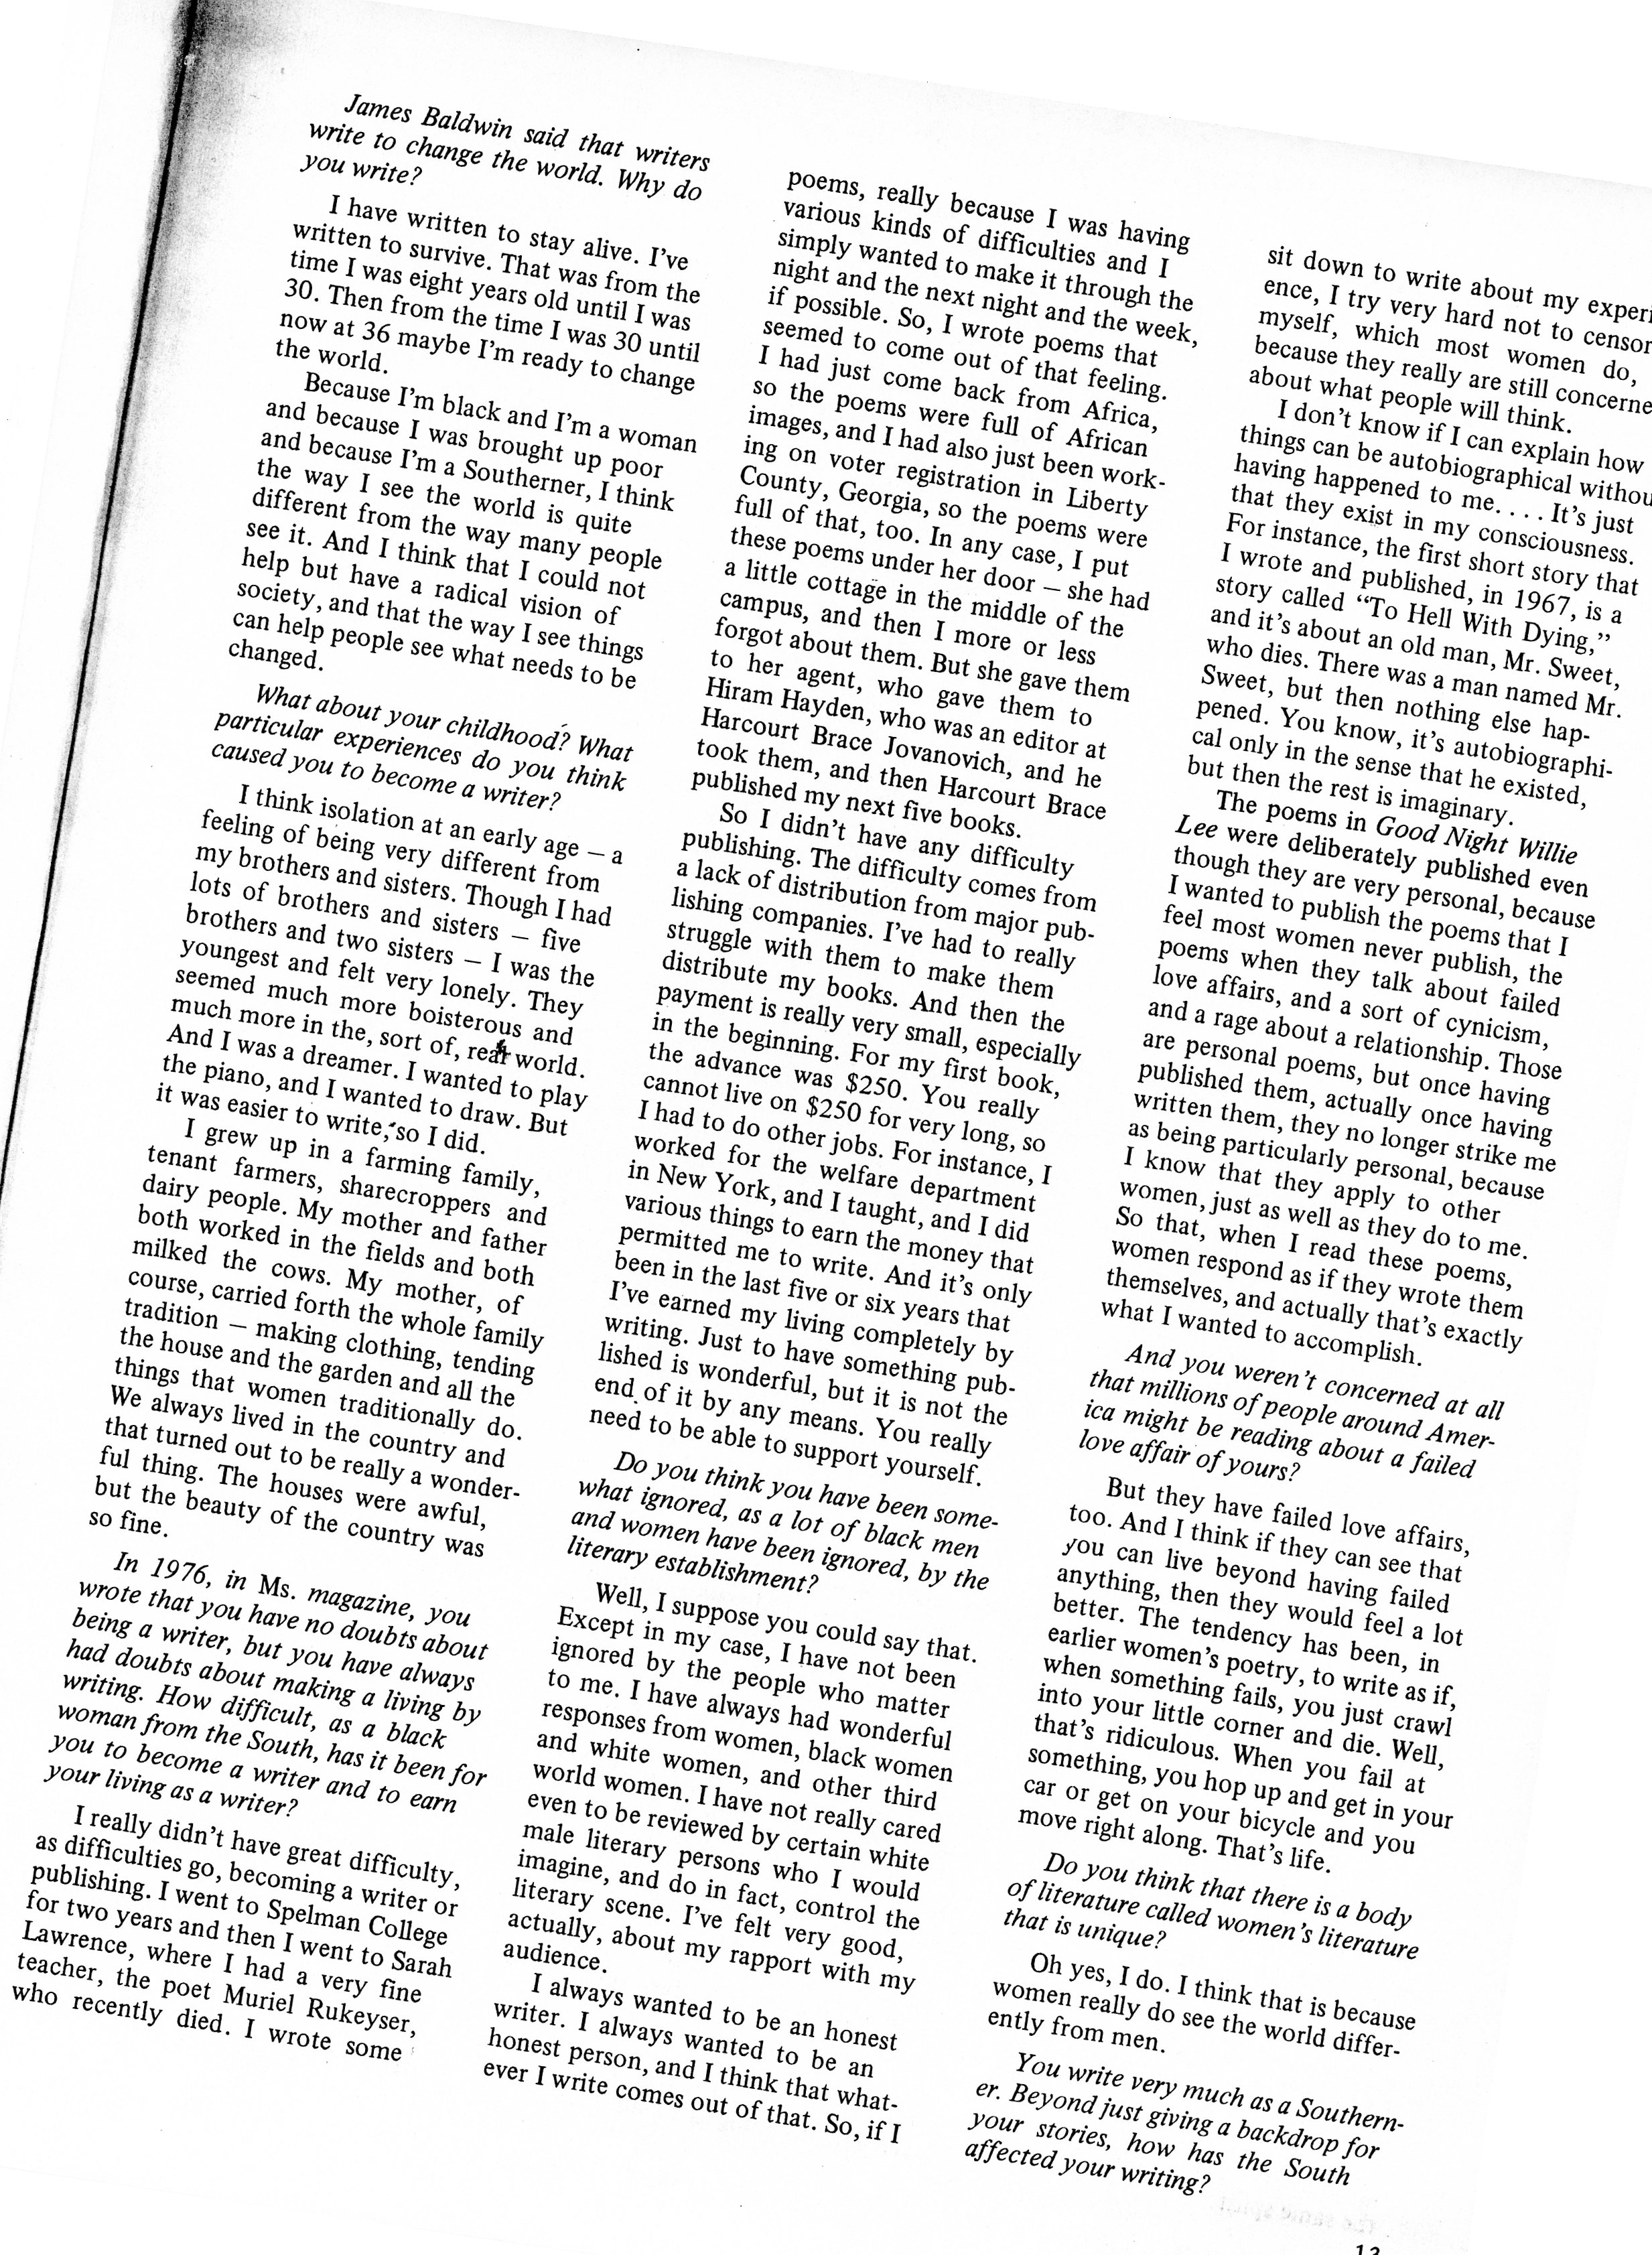 James Baldwin said that writers
write to change the world. Why do
you write?
I have written to stay alive. I've
written to survive. That was from the
time I was eight years old until I was
30. Then from the time I was 30 until
now at 36 maybe I'm ready to change
the world.
Because I'm black and I'm a woman
and because I was brought up poor
and because I'm a Southerner, I think
the way I see the world is quite
different from the way many people
see it. And I think that I could not
help but have a radical vision of
society, and that the way I see things
can help people see what needs to be
changed.
What about your childhood? What
particular experiences do you think
caused you to become a writer?
I think isolation at an early age — a
feeling of being very different from
my brothers and sisters. Though I had
lots of brothers and sisters — five
brothers and two sisters — I was the
youngest and felt very lonely. They
seemed much more boisterous and
much more in the, sort of, real world.
And I was a dreamer. I wanted to play
the piano, and I wanted to draw. But
it was easier to write, so I did.
I grew up in a farming family,
tenant farmers, sharecroppers and
dairy people. My mother and father
both worked in the fields and both
milked the cows. My mother, of
course, carried forth the whole family
tradition — making clothing, tending
the house and the garden and all the
things that women traditionally do.
We always lived in the country and
that turned out to be really a wonder-
ful thing. The houses were awful,
but the beauty of the country was
so fine.
In 1976, in Ms. magazine, you
wrote that you have no doubts about
being a writer, but you have always
had doubts about making a living by
writing. How difficult, as a black
woman from the South, has it been for
you to become a writer and to earn
your living as a writer?
I really didn't have great difficulty,
as difficulties go, becoming a writer or
publishing. I went to Spelman College
for two years and then I went to Sarah
Lawrence, where I had a very fine
teacher, the poet Muriel Rukeyser,
who recently died. I wrote some
poems, really because I was having
various kinds of difficulties and I
simply wanted to make it through the
night and the next night and the week,
if possible. So, I wrote poems that
seemed to come out of that feeling.
I had just come back from Africa,
so the poems were full of African
images, and I had also just been work-
ing on voter registration in Liberty
County, Georgia, so the poems were
full of that, too. In any case, I put
these poems under her door — she had
a little cottage in the middle of the
campus, and then I more or less
forgot about them. But she gave them
to her agent, who gave them to
Hiram Hayden, who was an editor at
Harcourt Brace Jovanovich, and he
took them, and then Harcourt Brace
published my next five books.
So I didn't have any difficulty
publishing. The difficulty comes from
a lack of distribution from major pub-
lishing companies. I've had to really
struggle with them to make them
distribute my books. And then the
payment is really very small, especially
in the beginning. For my first book,
the advance was $250. You really
cannot live on $250 for very long, so
I had to do other jobs. For instance, I
worked for the welfare department
in New York, and I taught, and I did
various things to earn the money that
permitted me to write. And it's only
been in the last five or six years that
I've earned my living completely by
writing. Just to have something pub-
lished is wonderful, but it is not the
end of it by any means. You really
need to be able to support yourself.
Do you think you have been some-
what ignored, as a lot of black men
and women have been ignored, by the
literary establishment?
Well, I suppose you could say that.
Except in my case, I have not been
ignored by the people who matter
to me. I have always had wonderful
responses from women, black women
and white women, and other third
world women. I have not really cared
even to be reviewed by certain white
male literary persons who I would
imagine, and do in fact, control the
literary scene. I've felt very good,
actually, about my rapport with my
audience.
I always wanted to be an honest
writer. I always wanted to be an
honest person, and I think that what-
ever I write comes out of that. So, if I
sit down to write about my experi
ence, I try very hard not to censor
myself, which most women do,
because they really are still concerne
about what people will think.
I don't know if I can explain how
things can be autobiographical withou
having happened to me. . . . It's just
that they exist in my consciousness.
For instance, the first short story that
I wrote and published, in 1967, is a
story called "To Hell With Dying,"
and it's about an old man, Mr. Sweet,
who dies. There was a man named Mr.
Sweet, but then nothing else hap-
pened. You know, it's autobiographi-
cal only in the sense that he existed,
but then the rest is imaginary.
The poems in Good Night Willie
Lee were deliberately published even
though they are very personal, because
I wanted to publish the poems that I
feel most women never publish, the
poems when they talk about failed
love affairs, and a sort of cynicism,
and a rage about a relationship. Those
are personal poems, but once having
published them, actually once having
written them, they no longer strike me
as being particularly personal, because
I know that they apply to other
women, just as well as they do to me.
So that, when I read these poems,
women respond as if they wrote them
themselves, and actually that's exactly
what I wanted to accomplish.
And you weren't concerned at all
that millions of people around Amer-
ica might be reading about a failed
love affair of yours?
But they have failed love affairs,
too. And I think if they can see that
you can live beyond having failed
anything, then they would feel a lot
better. The tendency has been, in
earlier women's poetry, to write as if,
when something fails, you just crawl
into your little corner and die. Well,
that's ridiculous. When you fail at
something, you hop up and get in your
car or get on your bicycle and you
move right along. That's life.
Do you think that there is a body
of literature called women's literature
that is unique?
Oh yes, I do. I think that is because
women really do see the world differ-
ently from men.
You write very much as a Southern-
er. Beyond just giving a backdrop for
your stories, how has the South
affected your writing?